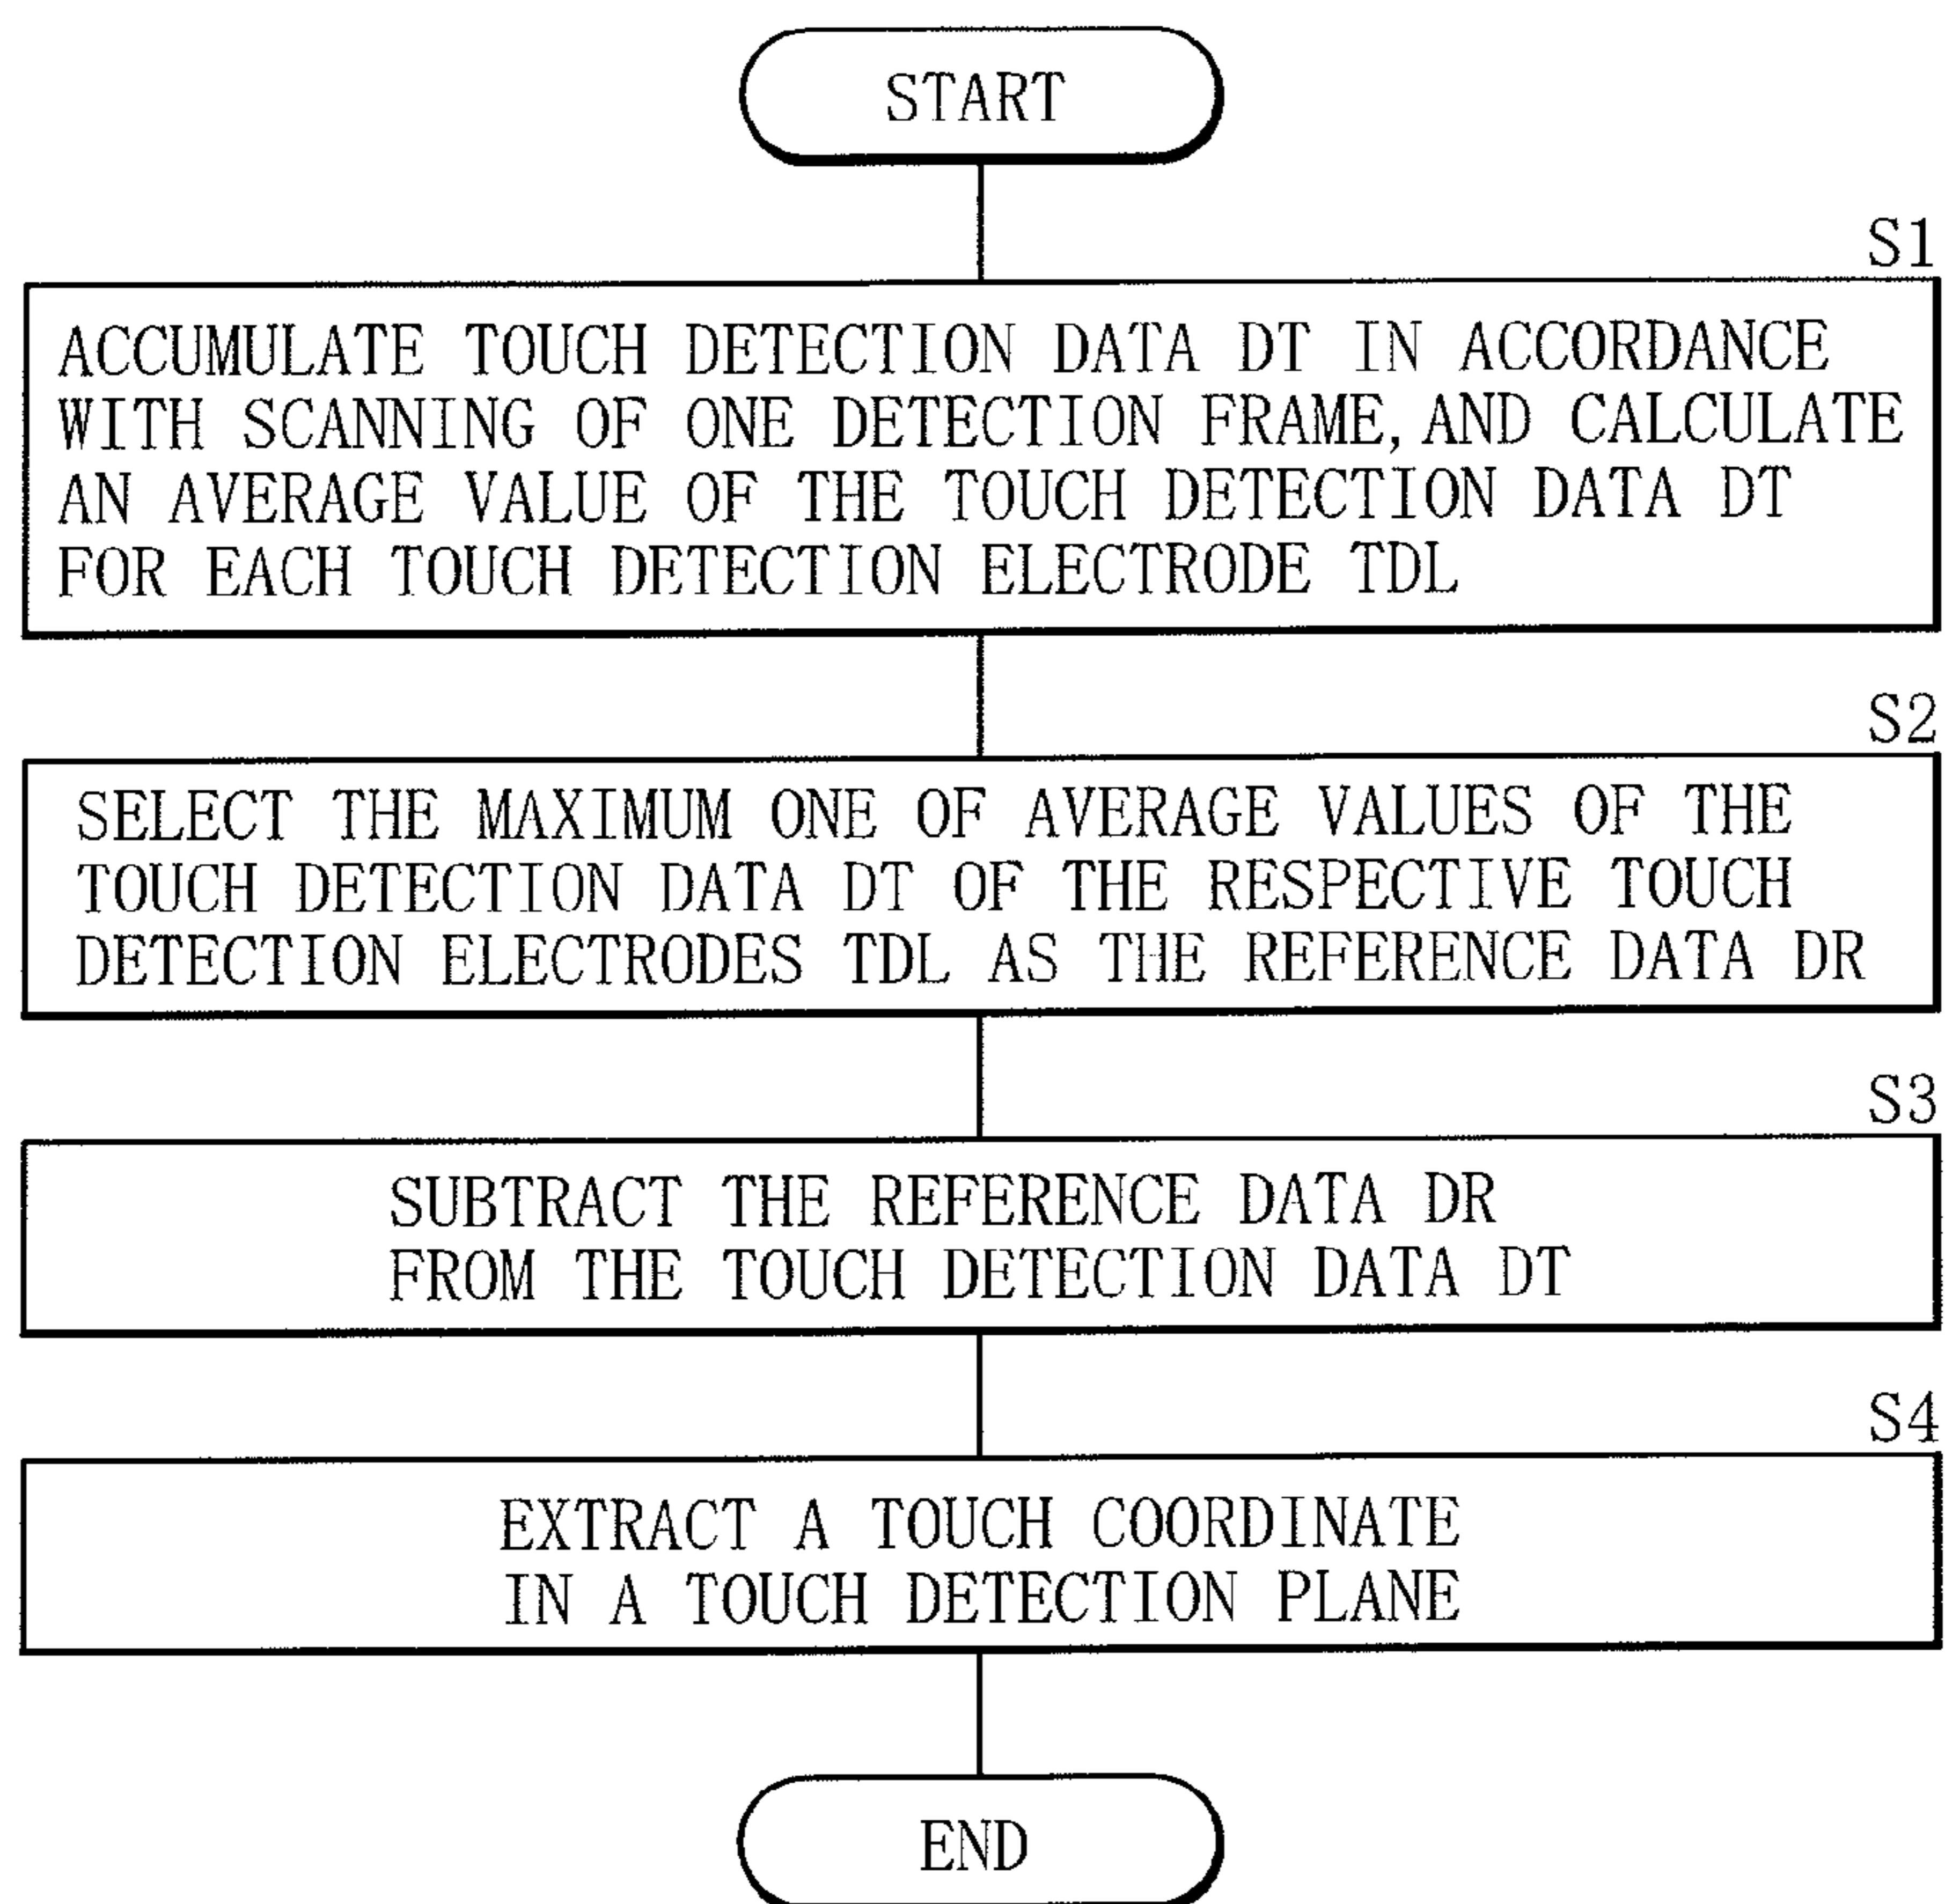 START
S1
ACCUMULATE TOUCH DETECTION DATA DT IN ACCORDANCE
WITH SCANNING OF ONE DETECTION FRAME, AND CALCULATE
AN AVERAGE VALUE OF THE TOUCH DETECTION DATA DT
FOR EACH TOUCH DETECTION ELECTRODE TDL
S2
SELECT THE MAXIMUM ONE OF AVERAGE VALUES OF THE
TOUCH DETECTION DATA DT OF THE RESPECTIVE TOUCH
DETECTION ELECTRODES TDL AS THE REFERENCE DATA DR
S3
SUBTRACT THE REFERENCE DATA DR
FROM THE TOUCH DETECTION DATA DT
S4
EXTRACT A TOUCH COORDINATE
IN A TOUCH DETECTION PLANE
END